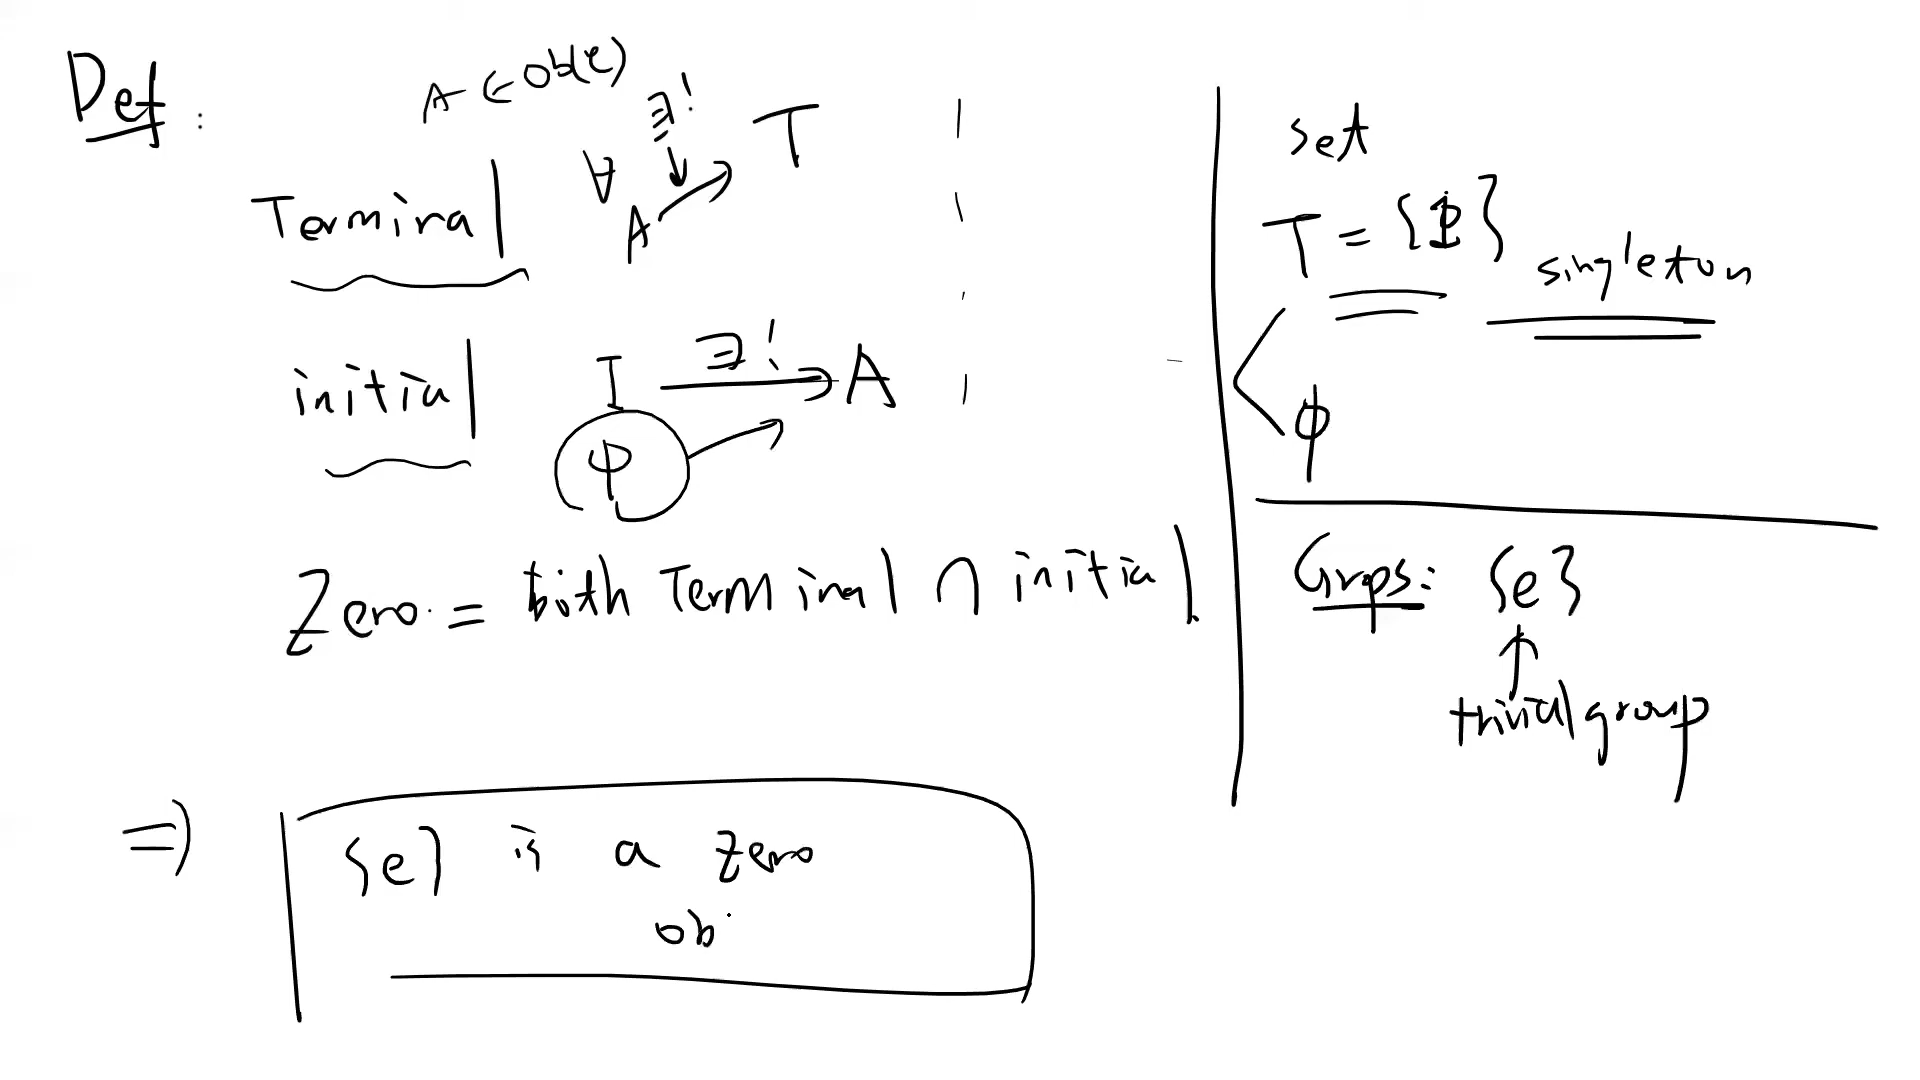 Def :
A ∈ Ob(C)
Terminal ∀ A → T ∃!
initial I → A ∃!
φ
Zero = both Terminal ∩ initial
⇒ {e} is a zero
ob
set
T = {1}
singleton
φ
Grps: {e}
↑
trivial group